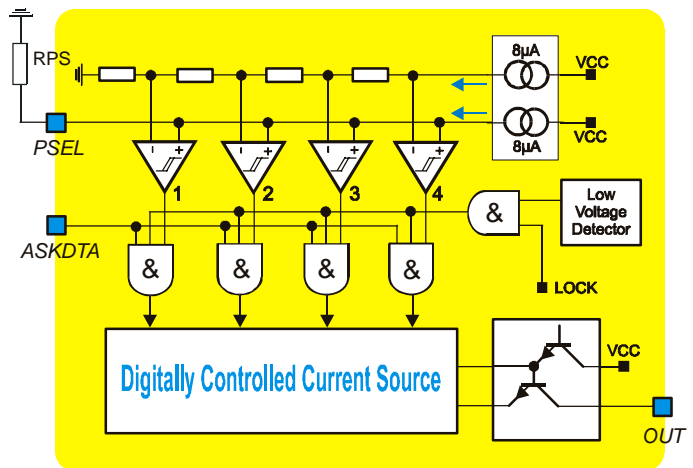 RPS
8µA
VCC
VCC
8µA
PSEL
- +
- +
- +
- +
1
2
3
4
&
Low
Voltage
Detector
ASKDTA
&
&
&
&
LOCK
Digitally Controlled Current Source
VCC
OUT